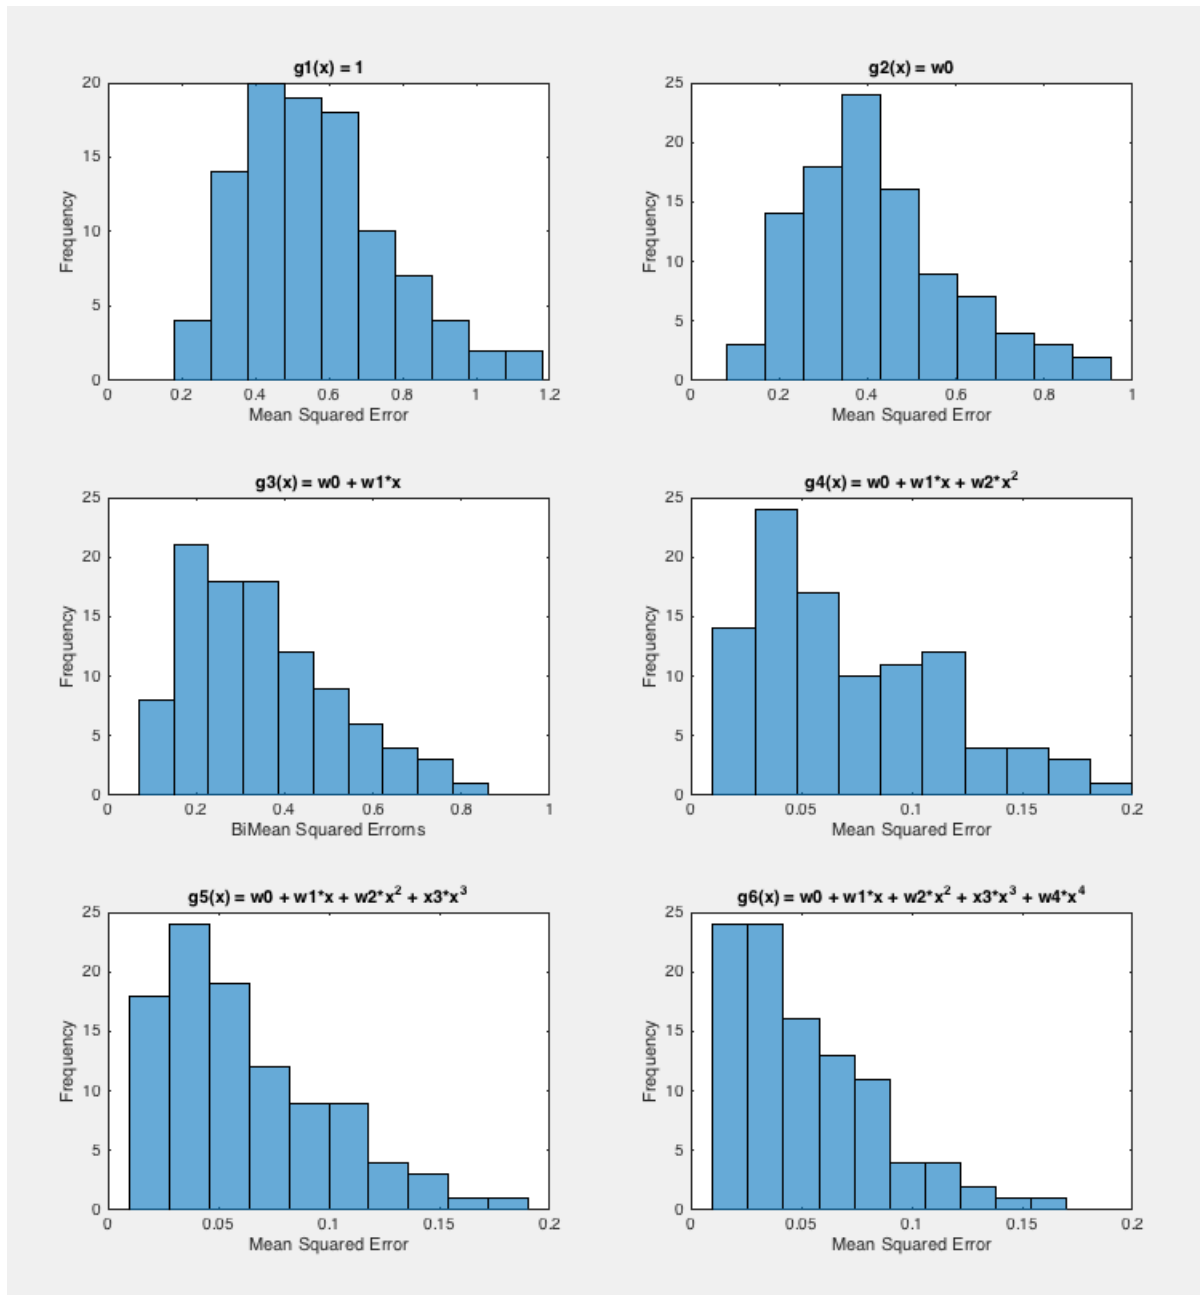 g1(x) = 1
20
15
10
5
0
Frequency
0 0.2 0.4 0.6 0.8 1 1.2
Mean Squared Error
g2(x) = w0
25
20
15
10
5
0
Frequency
0 0.2 0.4 0.6 0.8 1
Mean Squared Error
g3(x) = w0 + w1*x
25
20
15
10
5
0
Frequency
0 0.2 0.4 0.6 0.8 1
BiMean Squared Errorns
g4(x) = w0 + w1*x + w2*x²
25
20
15
10
5
0
Frequency
0 0.05 0.1 0.15 0.2
Mean Squared Error
g5(x) = w0 + w1*x + w2*x² + x3*x³
25
20
15
10
5
0
Frequency
0 0.05 0.1 0.15 0.2
Mean Squared Error
g6(x) = w0 + w1*x + w2*x² + x3*x³ + w4*x⁴
25
20
15
10
5
0
Frequency
0 0.05 0.1 0.15 0.2
Mean Squared Error